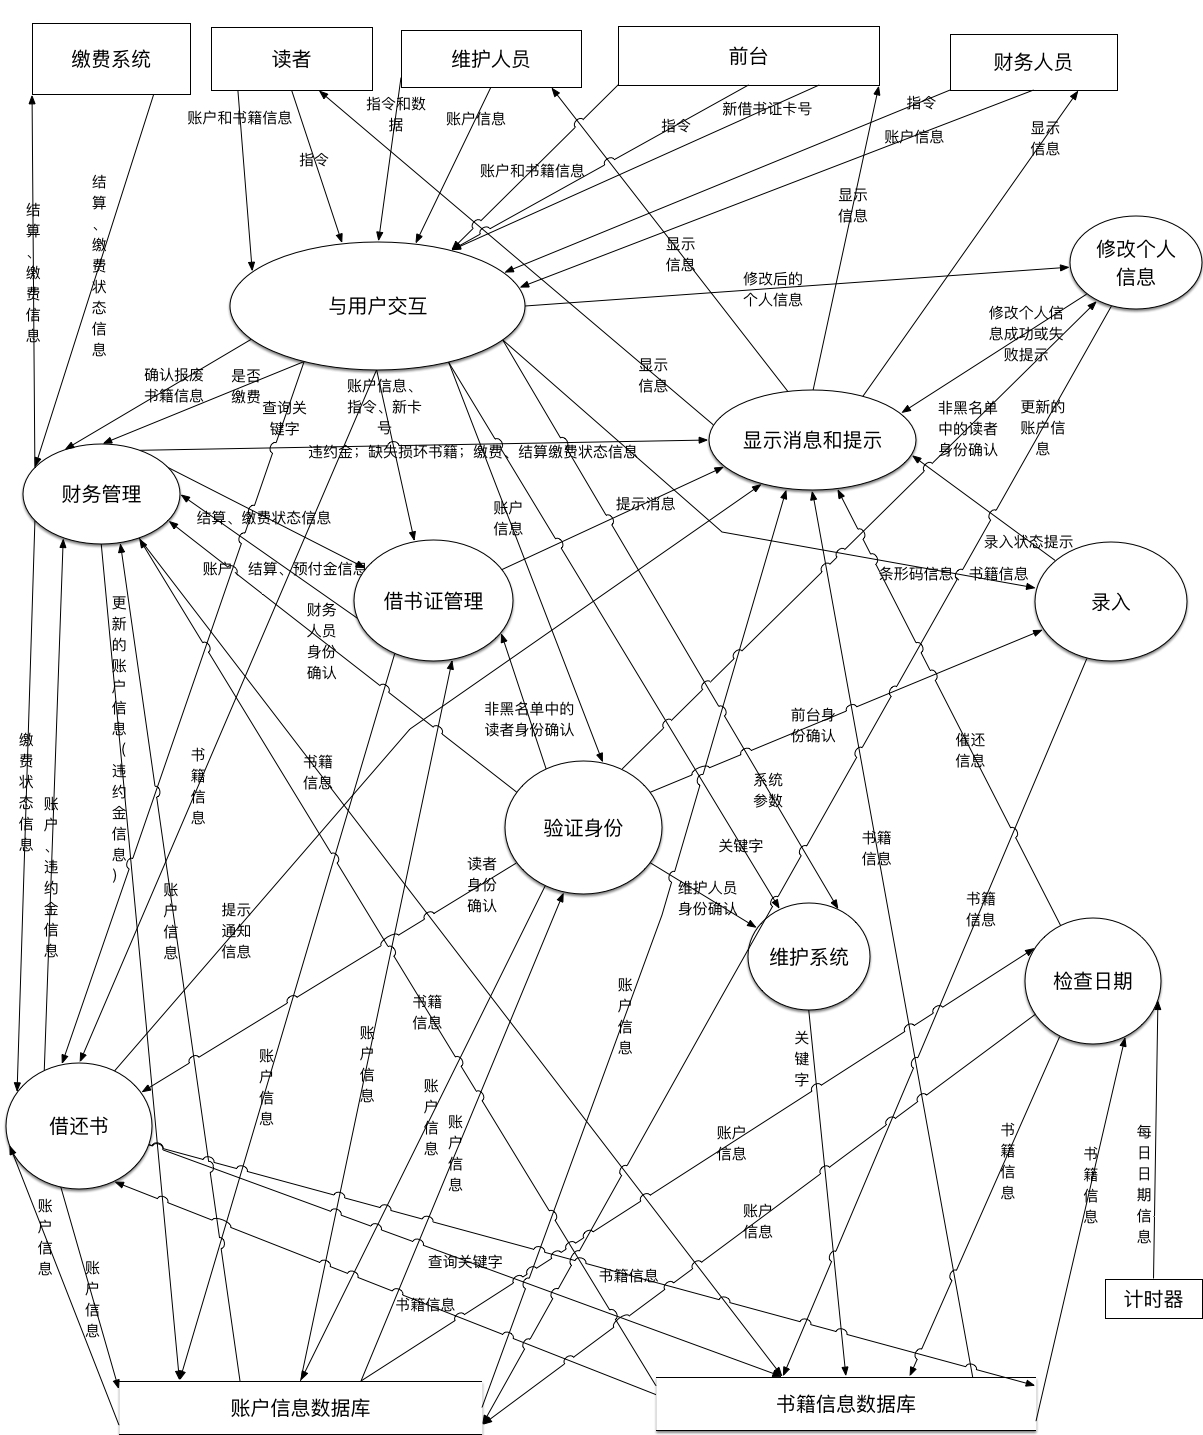 缴费系统
读者
维护人员
前台
财务人员
账户和书籍信息
指令和数
据
账户信息
指令
新借书证卡号
指令
账户信息
显示
信息
指令
账户和书籍信息
结算、缴费状态信息
结算、缴费信息
显示
信息
显示
信息
修改个人
信息
与用户交互
修改后的
个人信息
修改个人信
息成功或失
败提示
确认报废
书籍信息
是否
缴费
账户信息、
指令、新卡
号
查询关
键字
显示
信息
非黑名单
中的读者
身份确认
更新的
账户信
息
显示消息和提示
违约金；缺失损坏书籍；缴费、结算缴费状态信息
财务管理
结算、缴费状态信息
账户
信息
提示消息
录入状态提示
账户、结算、预付金信息
条形码信息、书籍信息
借书证管理
录入
财务
人员
身份
确认
更新的账户信息(违约金信息)
非黑名单中的
读者身份确认
前台身
份确认
缴费状态信息
书籍信息
书籍
信息
催还
信息
系统
参数
账户、违约金信息
验证身份
关键字
书籍
信息
读者
身份
确认
维护人员
身份确认
账户信息
提示
通知
信息
书籍
信息
维护系统
检查日期
账户信息
书籍
信息
关键字
账户信息
账户信息
账户信息
账户信息
借还书
账户
信息
书籍信息
书籍信息
每日日期信息
账户信息
账户
信息
账户信息
查询关键字
书籍信息
书籍信息
计时器
账户信息数据库
书籍信息数据库